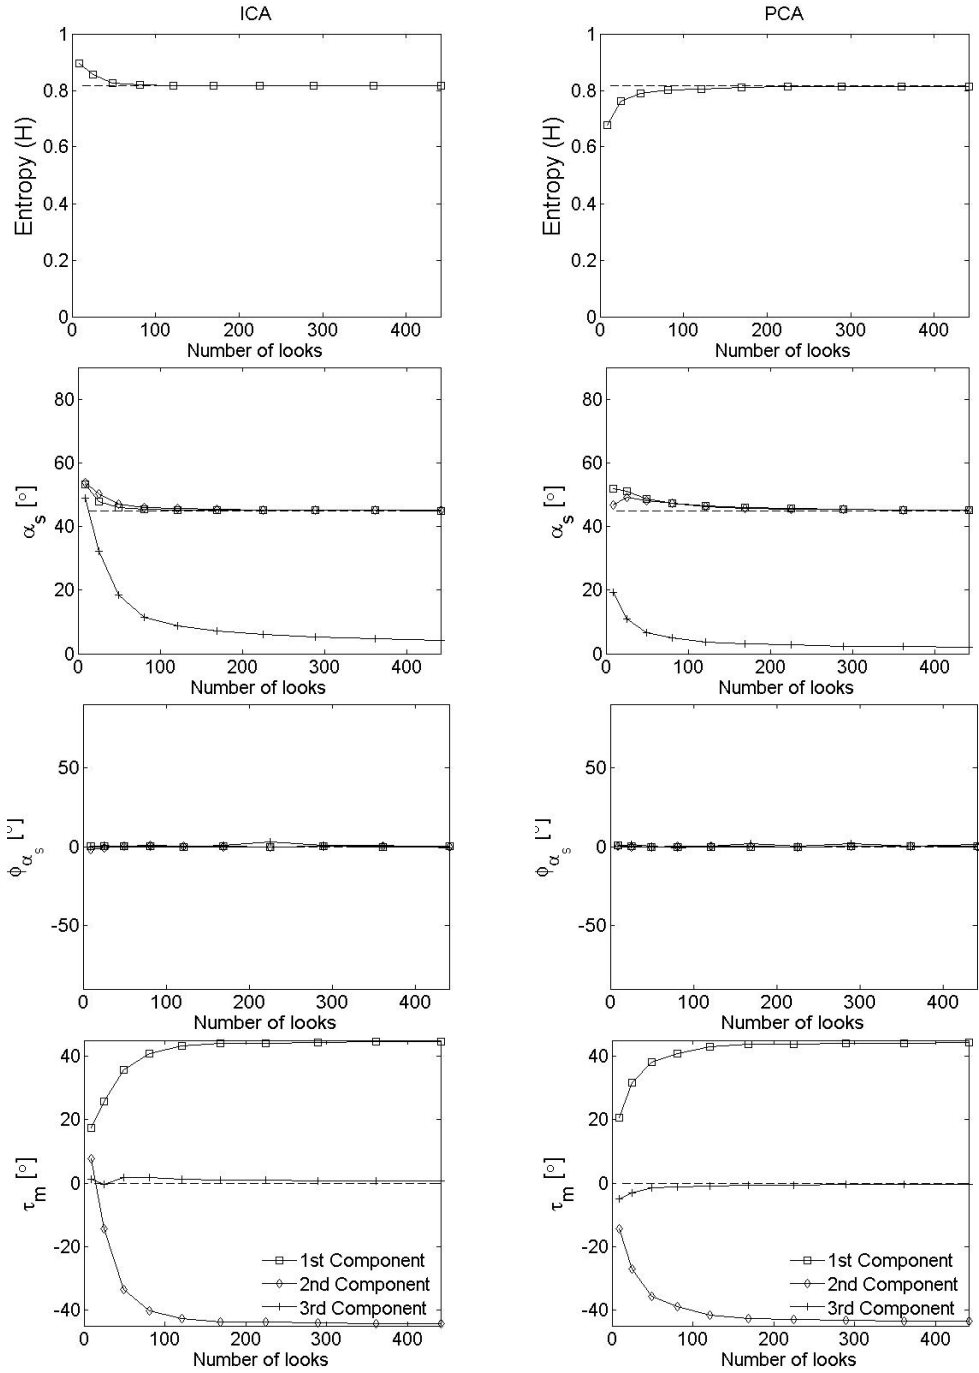 ICA PCA
1 1
0.8 0.8
0.6 0.6
0.4 0.4
0.2 0.2
0 0
Entropy (H) Entropy (H)
0 100 200 300 400 0 100 200 300 400
Number of looks Number of looks
80 80
60 60
40 40
20 20
0 0
αs [°] αs [°]
0 100 200 300 400 0 100 200 300 400
Number of looks Number of looks
50 50
0 0
-50 -50
ϕαs [°] ϕαs [°]
0 100 200 300 400 0 100 200 300 400
Number of looks Number of looks
40 40
20 20
0 0
-20 -20
-40 -40
τm [°] τm [°]
1st Component 1st Component
2nd Component 2nd Component
3rd Component 3rd Component
0 100 200 300 400 0 100 200 300 400
Number of looks Number of looks